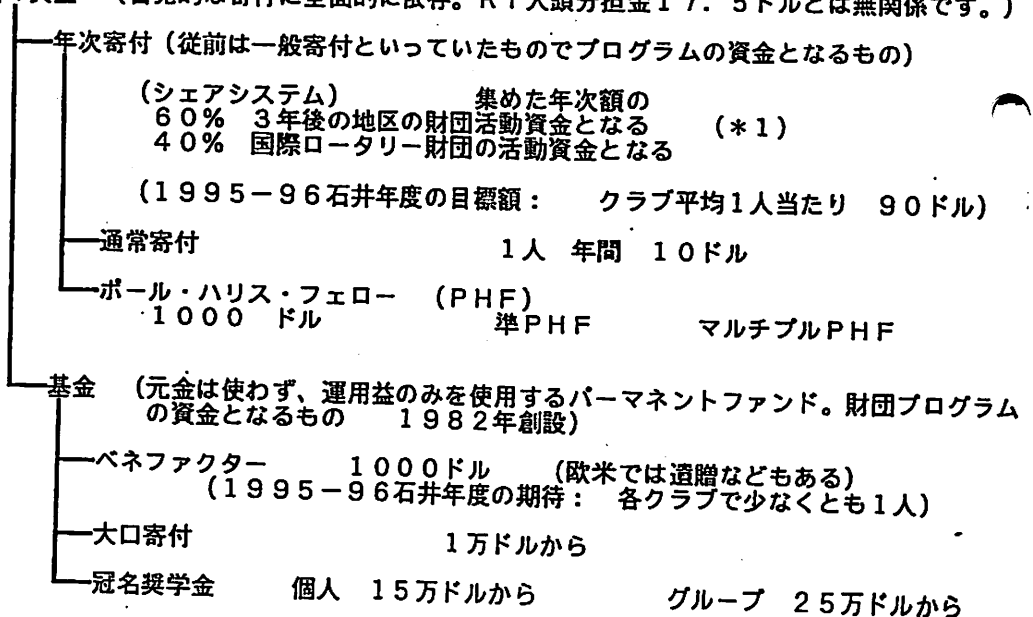 (自発的な寄付に全面的に依存。RI人頭分担金17.5ドルとは無関係です。)
年次寄付(従前は一般寄付といっていたものでプログラムの資金となるもの)
(シェアシステム) 集めた年次額の
60% 3年後の地区の財団活動資金となる (*1)
40% 国際ロータリー財団の活動資金となる
(1995-96石井年度の目標額: クラブ平均1人当たり 90ドル)
通常寄付 1人 年間 10ドル
ポール・ハリス・フェロー (PHF)
1000 ドル 準PHF マルチプルPHF
基金 (元金は使わず、運用益のみを使用するパーマネントファンド。財団プログラム
の資金となるもの 1982年創設)
ベネファクター 1000ドル (欧米では遺贈などもある)
(1995-96石井年度の期待: 各クラブで少なくとも1人)
大口寄付 1万ドルから
冠名奨学金 個人 15万ドルから グループ 25万ドルから